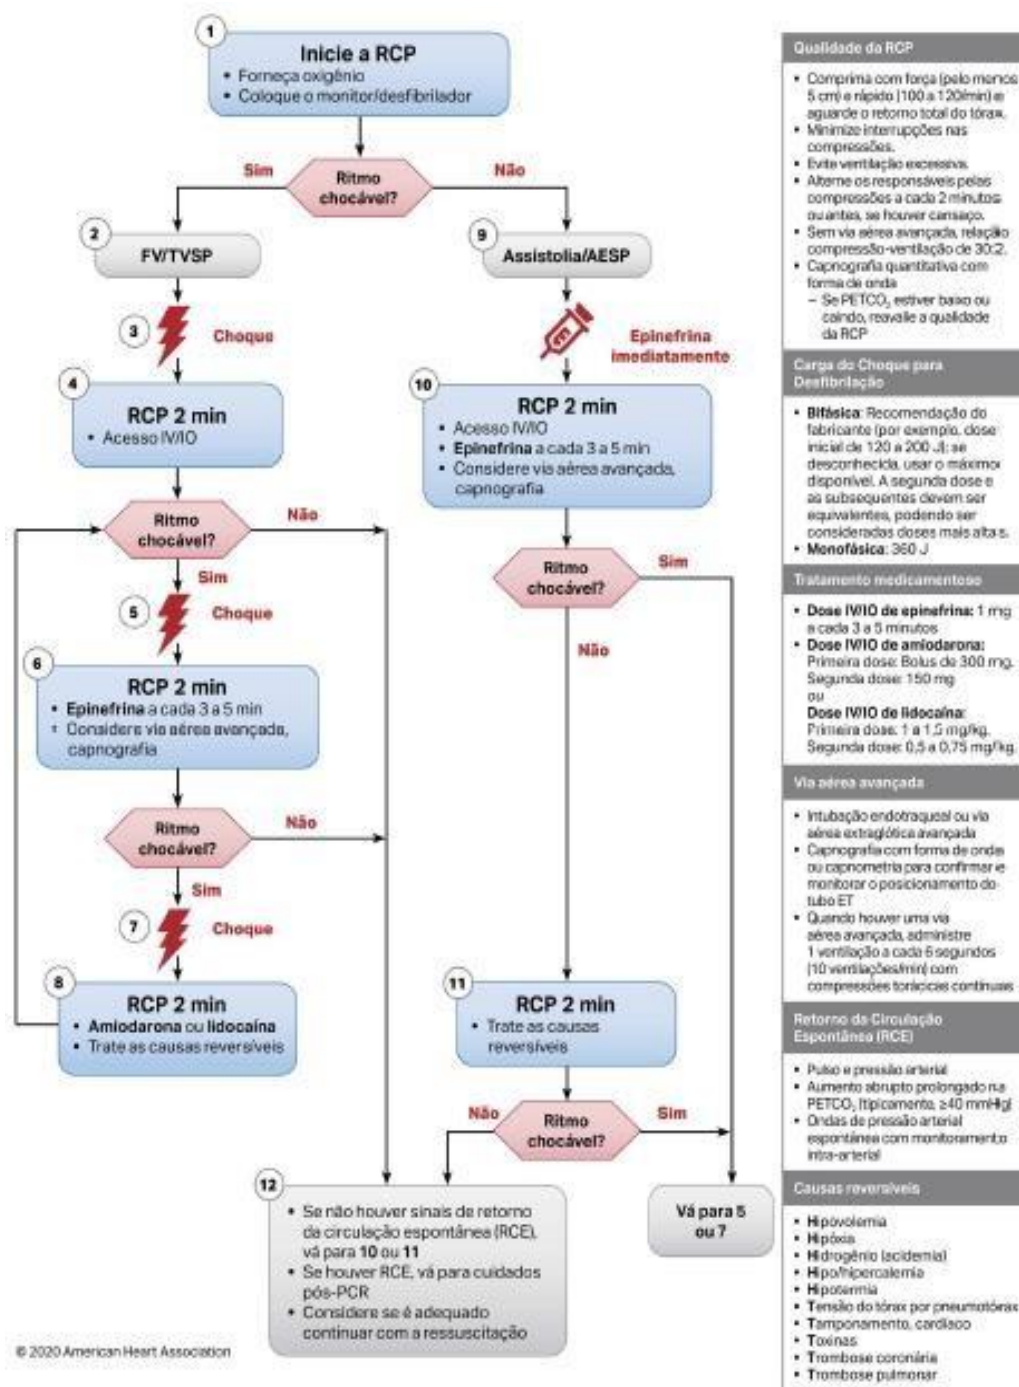 1
Inicie a RCP
• Forneça oxigênio
• Coloque o monitor/desfibrilador
Sim
Ritmo
chocável?
Não
2
FV/TVSP
9
Assistolia/AESP
3
Choque
Epinefrina
imediatamente
4
RCP 2 min
• Acesso IV/IO
10
RCP 2 min
• Acesso IV/IO
• Epinefrina a cada 3 a 5 min
• Considere via aérea avançada,
capnografia
Ritmo
chocável?
Não
Sim
5
Choque
Ritmo
chocável?
Sim
Não
6
RCP 2 min
• Epinefrina a cada 3 a 5 min
• Considere via aérea avançada,
capnografia
Ritmo
chocável?
Não
Sim
7
Choque
8
RCP 2 min
• Amiodarona ou lidocaína
• Trate as causas reversíveis
11
RCP 2 min
• Trate as causas
reversíveis
Não
Ritmo
chocável?
Sim
12
• Se não houver sinais de retorno
da circulação espontânea (RCE),
vá para 10 ou 11
• Se houver RCE, vá para cuidados
pós-PCR
• Considere se é adequado
continuar com a ressuscitação
Vá para 5
ou 7
© 2020 American Heart Association
Qualidade da RCP
• Comprima com força (pelo menos
5 cm) e rápido (100 a 120/min) e
aguarde o retorno total do tórax.
• Minimize interrupções nas
compressões.
• Evite ventilação excessiva.
• Alterne os responsáveis pelas
compressões a cada 2 minutos
ou antes, se houver cansaço.
• Sem via aérea avançada, relação
compressão-ventilação de 30:2.
• Capnografia quantitativa com
forma de onda
– Se PETCO₂ estiver baixo ou
caindo, reavalie a qualidade
da RCP
Carga do Choque para
Desfibrilação
• Bifásica: Recomendação do
fabricante (por exemplo, dose
inicial de 120 a 200 J); se
desconhecida, usar o máximo
disponível. A segunda dose e
as subsequentes devem ser
equivalentes, podendo ser
consideradas doses mais altas.
• Monofásica: 360 J
Tratamento medicamentoso
• Dose IV/IO de epinefrina: 1 mg
a cada 3 a 5 minutos
• Dose IV/IO de amiodarona:
Primeira dose: Bolus de 300 mg.
Segunda dose: 150 mg
ou
Dose IV/IO de lidocaína:
Primeira dose: 1 a 1,5 mg/kg.
Segunda dose: 0,5 a 0,75 mg/kg.
Via aérea avançada
• Intubação endotraqueal ou via
aérea extraglótica avançada
• Capnografia com forma de onda
ou capnometria para confirmar e
monitorar o posicionamento do
tubo ET
• Quando houver uma via
aérea avançada, administre
1 ventilação a cada 6 segundos
(10 ventilações/min) com
compressões torácicas contínuas
Retorno da Circulação
Espontânea (RCE)
• Pulso e pressão arterial
• Aumento abrupto prolongado na
PETCO₂ (tipicamente, ≥40 mmHg)
• Ondas de pressão arterial
espontânea com monitoramento
intra-arterial
Causas reversíveis
• Hipovolemia
• Hipóxia
• Hidrogênio (acidemia)
• Hipo/hipercalemia
• Hipotermia
• Tensão do tórax por pneumotórax
• Tamponamento, cardíaco
• Toxinas
• Trombose coronária
• Trombose pulmonar